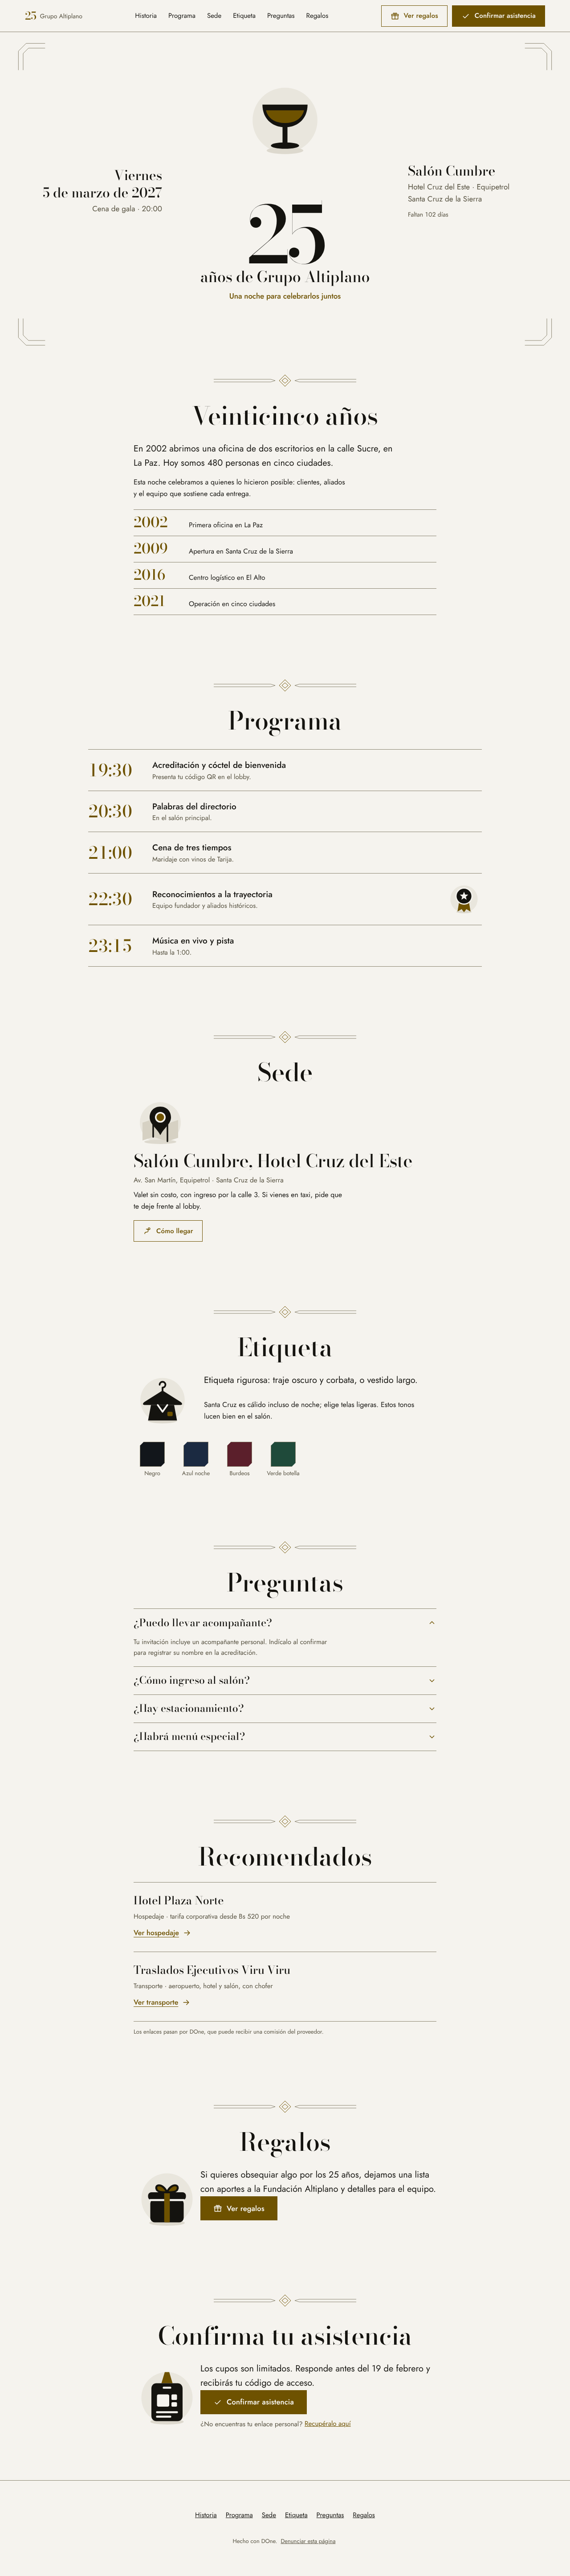 25 Grupo Altiplano
Historia Programa Sede Etiqueta Preguntas Regalos
Ver regalos
Confirmar asistencia
Viernes
5 de marzo de 2027
Cena de gala · 20:00
25
años de Grupo Altiplano
Una noche para celebrarlos juntos
Salón Cumbre
Hotel Cruz del Este · Equipetrol
Santa Cruz de la Sierra
Faltan 102 días
Veinticinco años
En 2002 abrimos una oficina de dos escritorios en la calle Sucre, en
La Paz. Hoy somos 480 personas en cinco ciudades.
Esta noche celebramos a quienes lo hicieron posible: clientes, aliados
y el equipo que sostiene cada entrega.
2002 Primera oficina en La Paz
2009 Apertura en Santa Cruz de la Sierra
2016 Centro logístico en El Alto
2021 Operación en cinco ciudades
Programa
19:30 Acreditación y cóctel de bienvenida
Presenta tu código QR en el lobby.
20:30 Palabras del directorio
En el salón principal.
21:00 Cena de tres tiempos
Maridaje con vinos de Tarija.
22:30 Reconocimientos a la trayectoria
Equipo fundador y aliados históricos.
23:15 Música en vivo y pista
Hasta la 1:00.
Sede
Salón Cumbre, Hotel Cruz del Este
Av. San Martín, Equipetrol · Santa Cruz de la Sierra
Valet sin costo, con ingreso por la calle 3. Si vienes en taxi, pide que
te deje frente al lobby.
Cómo llegar
Etiqueta
Etiqueta rigurosa: traje oscuro y corbata, o vestido largo.
Santa Cruz es cálido incluso de noche; elige telas ligeras. Estos tonos
lucen bien en el salón.
Negro Azul noche Burdeos Verde botella
Preguntas
¿Puedo llevar acompañante?
Tu invitación incluye un acompañante personal. Indícalo al confirmar
para registrar su nombre en la acreditación.
¿Cómo ingreso al salón?
¿Hay estacionamiento?
¿Habrá menú especial?
Recomendados
Hotel Plaza Norte
Hospedaje · tarifa corporativa desde Bs 520 por noche
Ver hospedaje
Traslados Ejecutivos Viru Viru
Transporte · aeropuerto, hotel y salón, con chofer
Ver transporte
Los enlaces pasan por DOne, que puede recibir una comisión del proveedor.
Regalos
Si quieres obsequiar algo por los 25 años, dejamos una lista
con aportes a la Fundación Altiplano y detalles para el equipo.
Ver regalos
Confirma tu asistencia
Los cupos son limitados. Responde antes del 19 de febrero y
recibirás tu código de acceso.
Confirmar asistencia
¿No encuentras tu enlace personal? Recupéralo aquí
Historia Programa Sede Etiqueta Preguntas Regalos
Hecho con DOne. Denunciar esta página